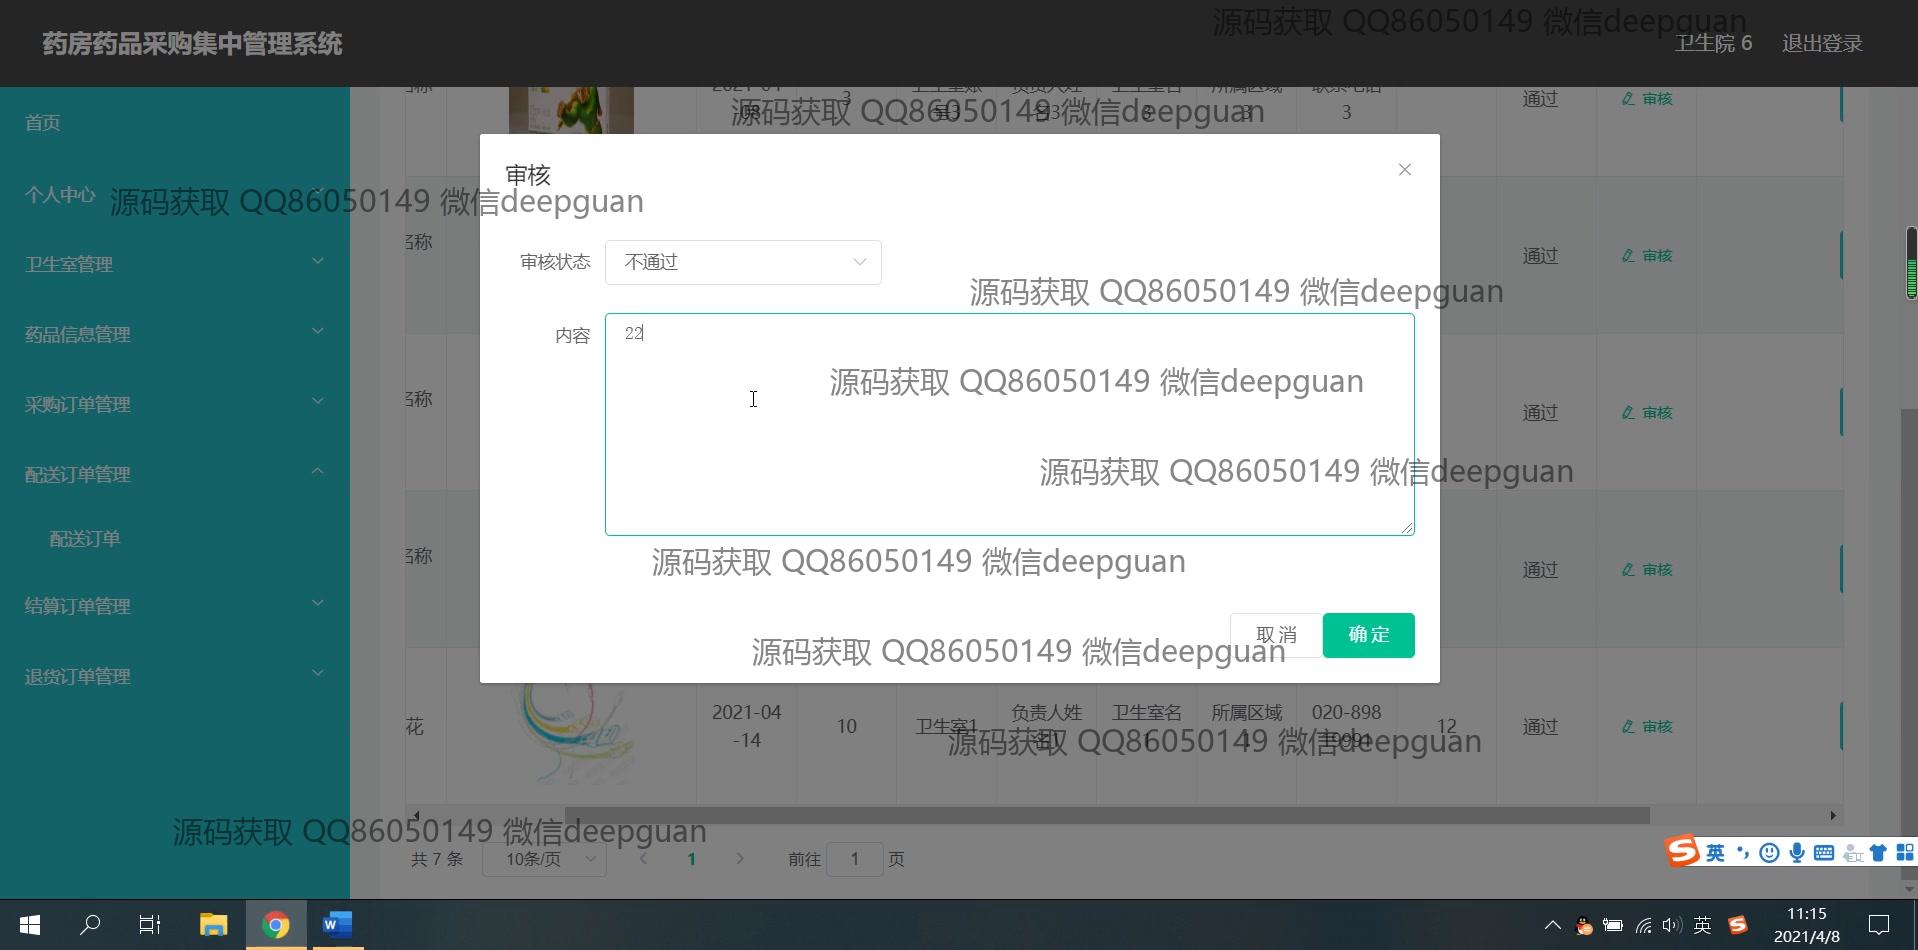 药房药品采购集中管理系统
卫生院 6
退出登录
源码获取 QQ86050149 微信deepguan
首页
个人中心
卫生室管理
药品信息管理
采购订单管理
配送订单管理
配送订单
结算订单管理
退货订单管理
源码获取 QQ86050149 微信deepguan
3
3
3
3
通过
审核
源码获取 QQ86050149 微信deepguan
审核
审核状态
不通过
源码获取 QQ86050149 微信deepguan
内容
22
源码获取 QQ86050149 微信deepguan
源码获取 QQ86050149 微信deepguan
源码获取 QQ86050149 微信deepguan
取消
确定
源码获取 QQ86050149 微信deepguan
名称
通过
审核
名称
通过
审核
名称
通过
审核
花
2021-04
-14
10
卫生室1
负责人姓
名1
卫生室名
1
所属区域
1
020-898
12
通过
审核
源码获取 QQ86050149 微信deepguan
源码获取 QQ86050149 微信deepguan
共 7 条
10条/页
1
前往
1
页
英
英
11:15
2021/4/8